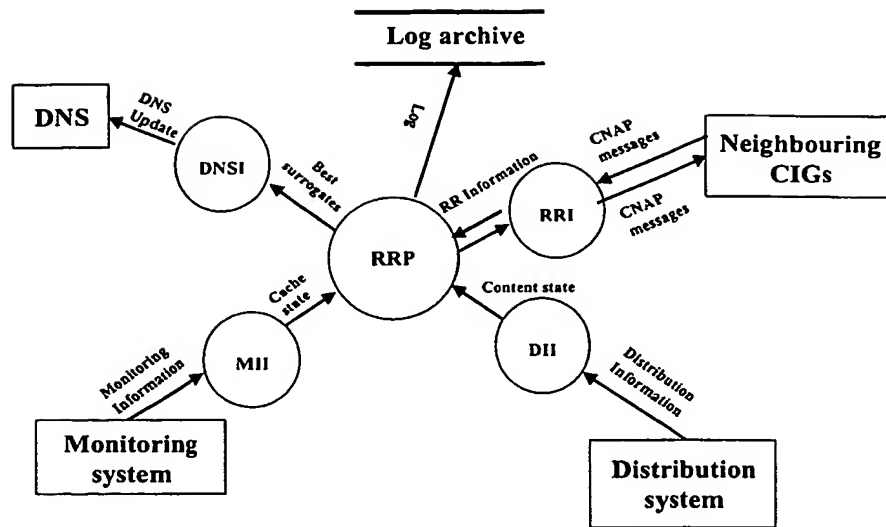 Log archive
DNS
DNS
Update
DNSI
Best
surrogates
Log
RR Information
CNAP
messages
Neighbouring
CIGs
RRI
CNAP
messages
RRP
Cache
state
Content state
MII
DII
Monitoring
Information
Distribution
Information
Monitoring
system
Distribution
system